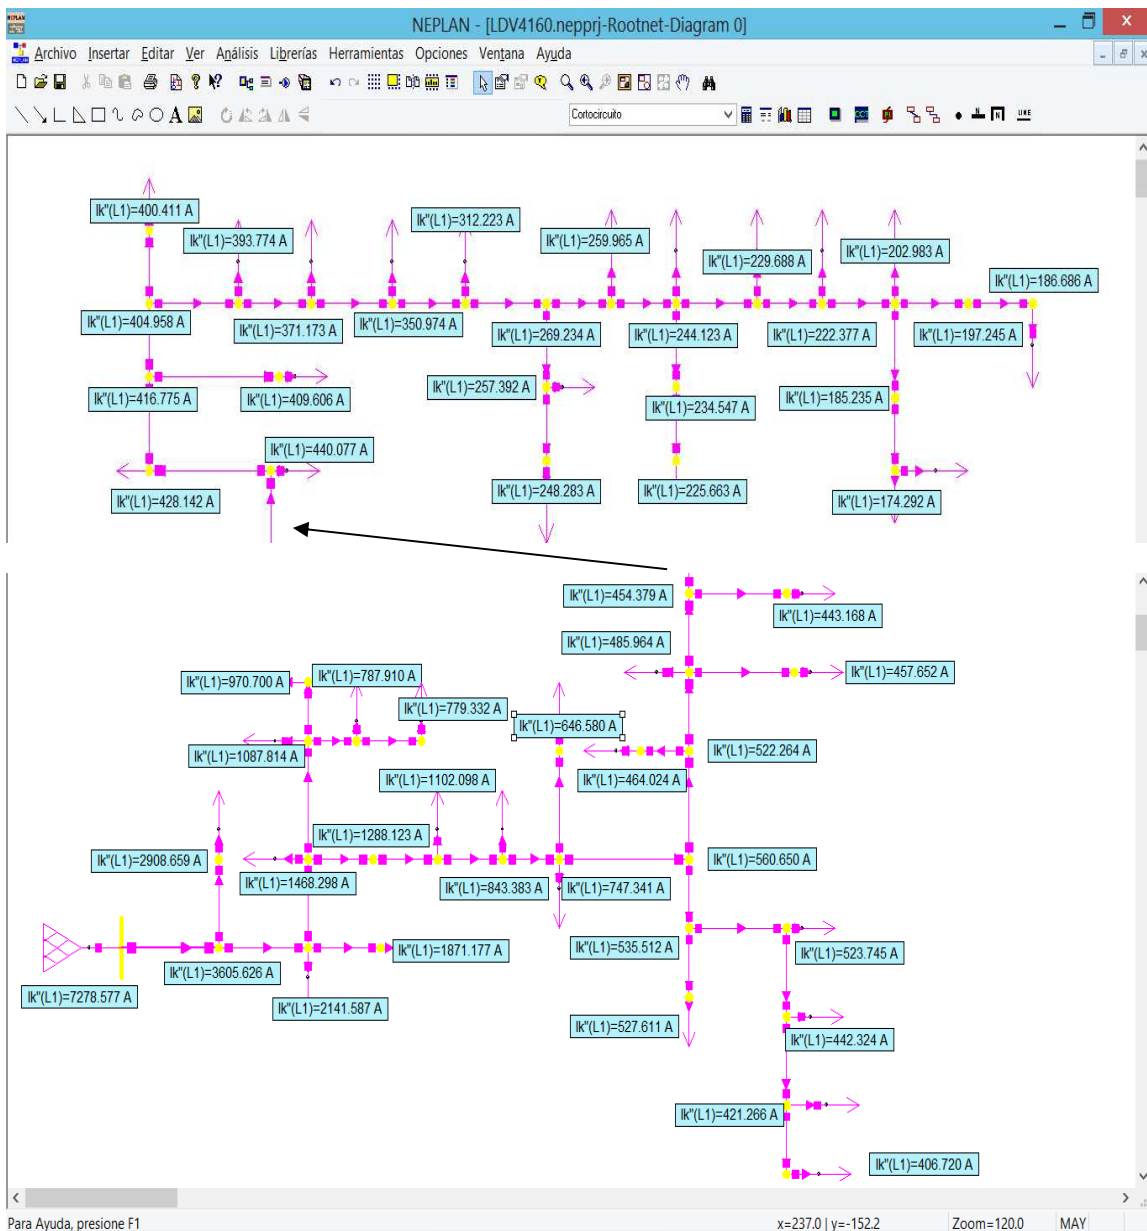 NEPLAN - [LDV4160.nepprj-Rootnet-Diagram 0]
Archivo Insertar Editar Ver Análisis Librerías Herramientas Opciones Ventana Ayuda
Cortocircuito
Ik"(L1)=400.411 A
Ik"(L1)=312.223 A
Ik"(L1)=393.774 A
Ik"(L1)=259.965 A
Ik"(L1)=202.983 A
Ik"(L1)=229.688 A
Ik"(L1)=186.686 A
Ik"(L1)=404.958 A
Ik"(L1)=371.173 A
Ik"(L1)=350.974 A
Ik"(L1)=269.234 A
Ik"(L1)=244.123 A
Ik"(L1)=222.377 A
Ik"(L1)=197.245 A
Ik"(L1)=257.392 A
Ik"(L1)=416.775 A
Ik"(L1)=409.606 A
Ik"(L1)=234.547 A
Ik"(L1)=185.235 A
Ik"(L1)=440.077 A
Ik"(L1)=428.142 A
Ik"(L1)=248.283 A
Ik"(L1)=225.663 A
Ik"(L1)=174.292 A
Ik"(L1)=454.379 A
Ik"(L1)=443.168 A
Ik"(L1)=485.964 A
Ik"(L1)=457.652 A
Ik"(L1)=970.700 A
Ik"(L1)=787.910 A
Ik"(L1)=779.332 A
Ik"(L1)=646.580 A
Ik"(L1)=1087.814 A
Ik"(L1)=522.264 A
Ik"(L1)=1102.098 A
Ik"(L1)=464.024 A
Ik"(L1)=1288.123 A
Ik"(L1)=2908.659 A
Ik"(L1)=560.650 A
Ik"(L1)=1468.298 A
Ik"(L1)=843.383 A
Ik"(L1)=747.341 A
Ik"(L1)=1871.177 A
Ik"(L1)=535.512 A
Ik"(L1)=523.745 A
Ik"(L1)=3605.626 A
Ik"(L1)=7278.577 A
Ik"(L1)=2141.587 A
Ik"(L1)=527.611 A
Ik"(L1)=442.324 A
Ik"(L1)=421.266 A
Ik"(L1)=406.720 A
Para Ayuda, presione F1
x=237.0 | y=-152.2
Zoom=120.0
MAY